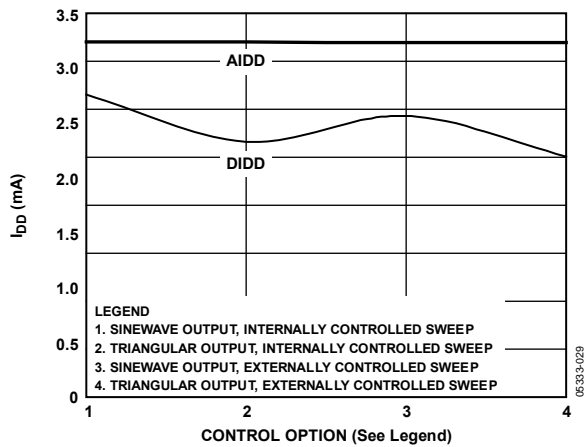 3.5
3.0
2.5
2.0
1.5
1.0
0.5
0
I_DD (mA)
AIDD
DIDD
LEGEND
1. SINEWAVE OUTPUT, INTERNALLY CONTROLLED SWEEP
2. TRIANGULAR OUTPUT, INTERNALLY CONTROLLED SWEEP
3. SINEWAVE OUTPUT, EXTERNALLY CONTROLLED SWEEP
4. TRIANGULAR OUTPUT, EXTERNALLY CONTROLLED SWEEP
1 2 3 4
CONTROL OPTION (See Legend)
05333-029